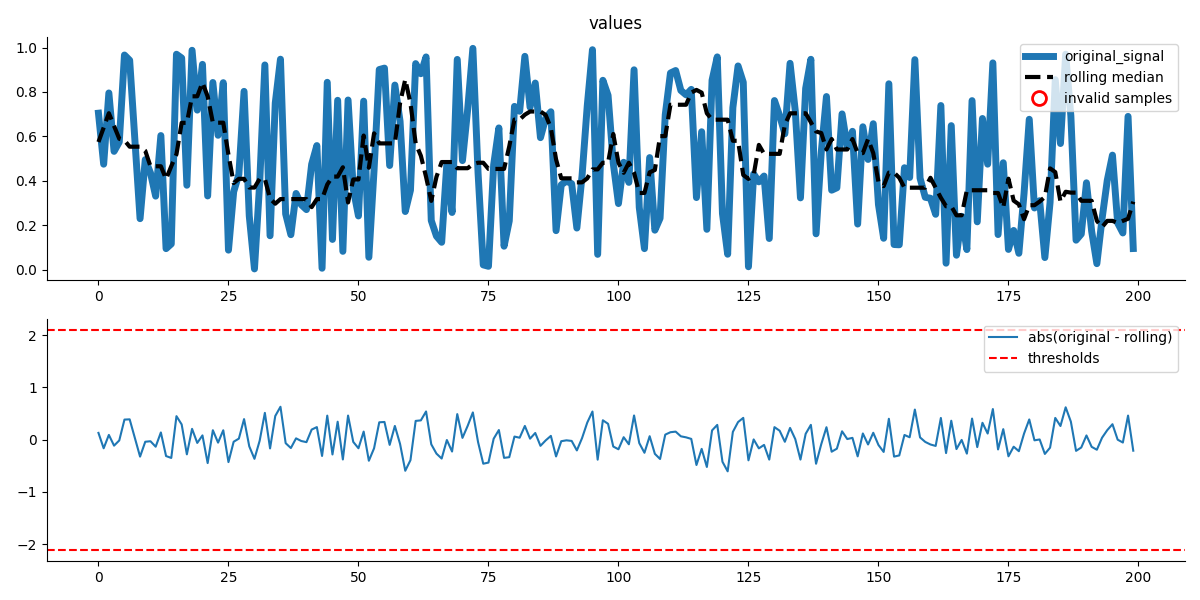 values
1.0
0.8
0.6
0.4
0.2
0.0
original_signal
rolling median
invalid samples
0 25 50 75 100 125 150 175 200
2
1
0
−1
−2
abs(original - rolling)
thresholds
0 25 50 75 100 125 150 175 200